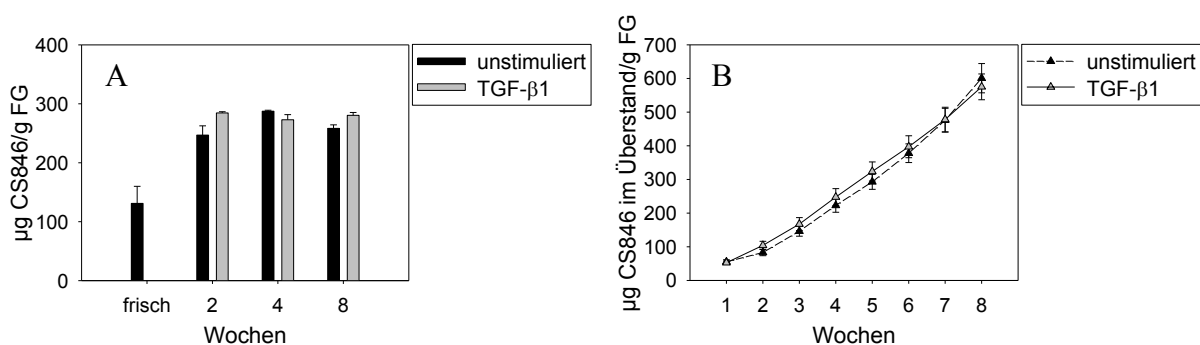 A
µg CS846/g FG
400
300
200
100
0
frisch 2 4 8
Wochen
unstimuliert
TGF-β1
B
µg CS846 im Überstand/g FG
700
600
500
400
300
200
100
0
1 2 3 4 5 6 7 8
Wochen
unstimuliert
TGF-β1